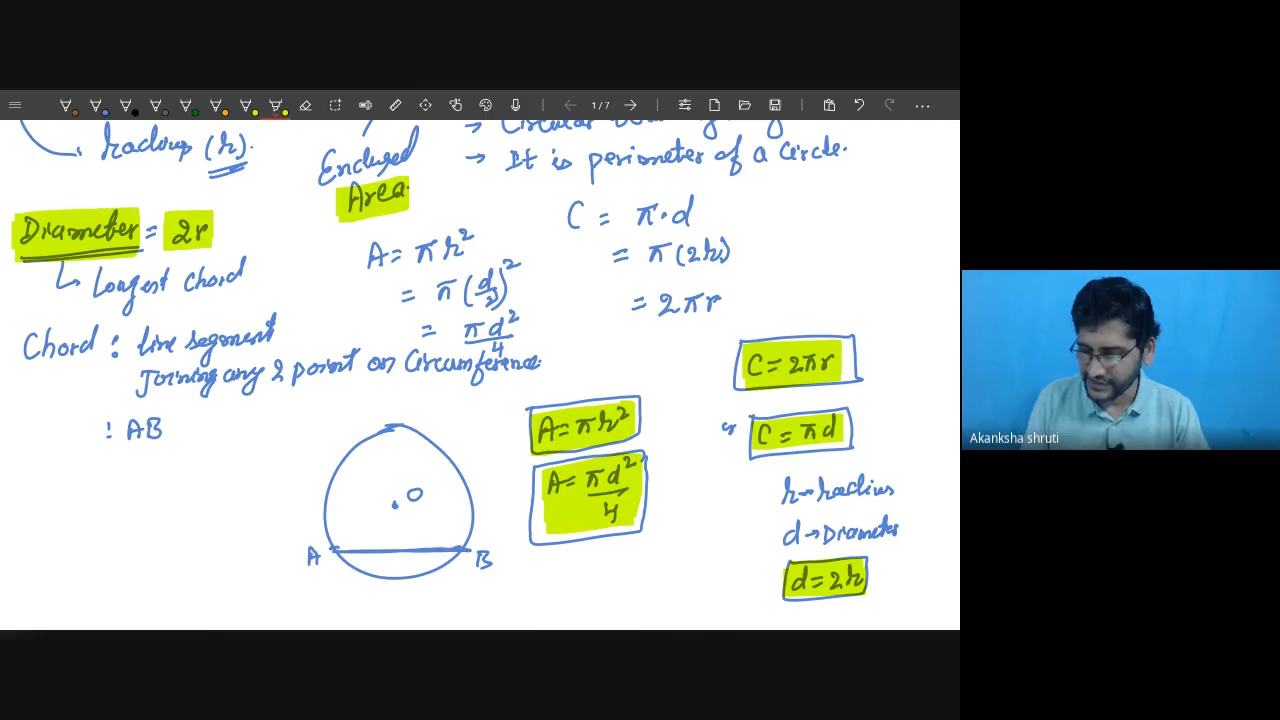 1/7
→ Circular
radius (r).
Enclosed
Area.
→ It is perimeter of a Circle.
Diameter = 2r
↳ Longest chord
A = πr²
= π(d/2)²
= πd²/4
C = π·d
= π(2r)
= 2πr
Chord : line segment
Joining any 2 point on Circumference.
: AB
O
A B
A = πr²
A = πd²/4
C = 2πr
C = πd
r → radius
d → Diameter
d = 2r
Akanksha shruti